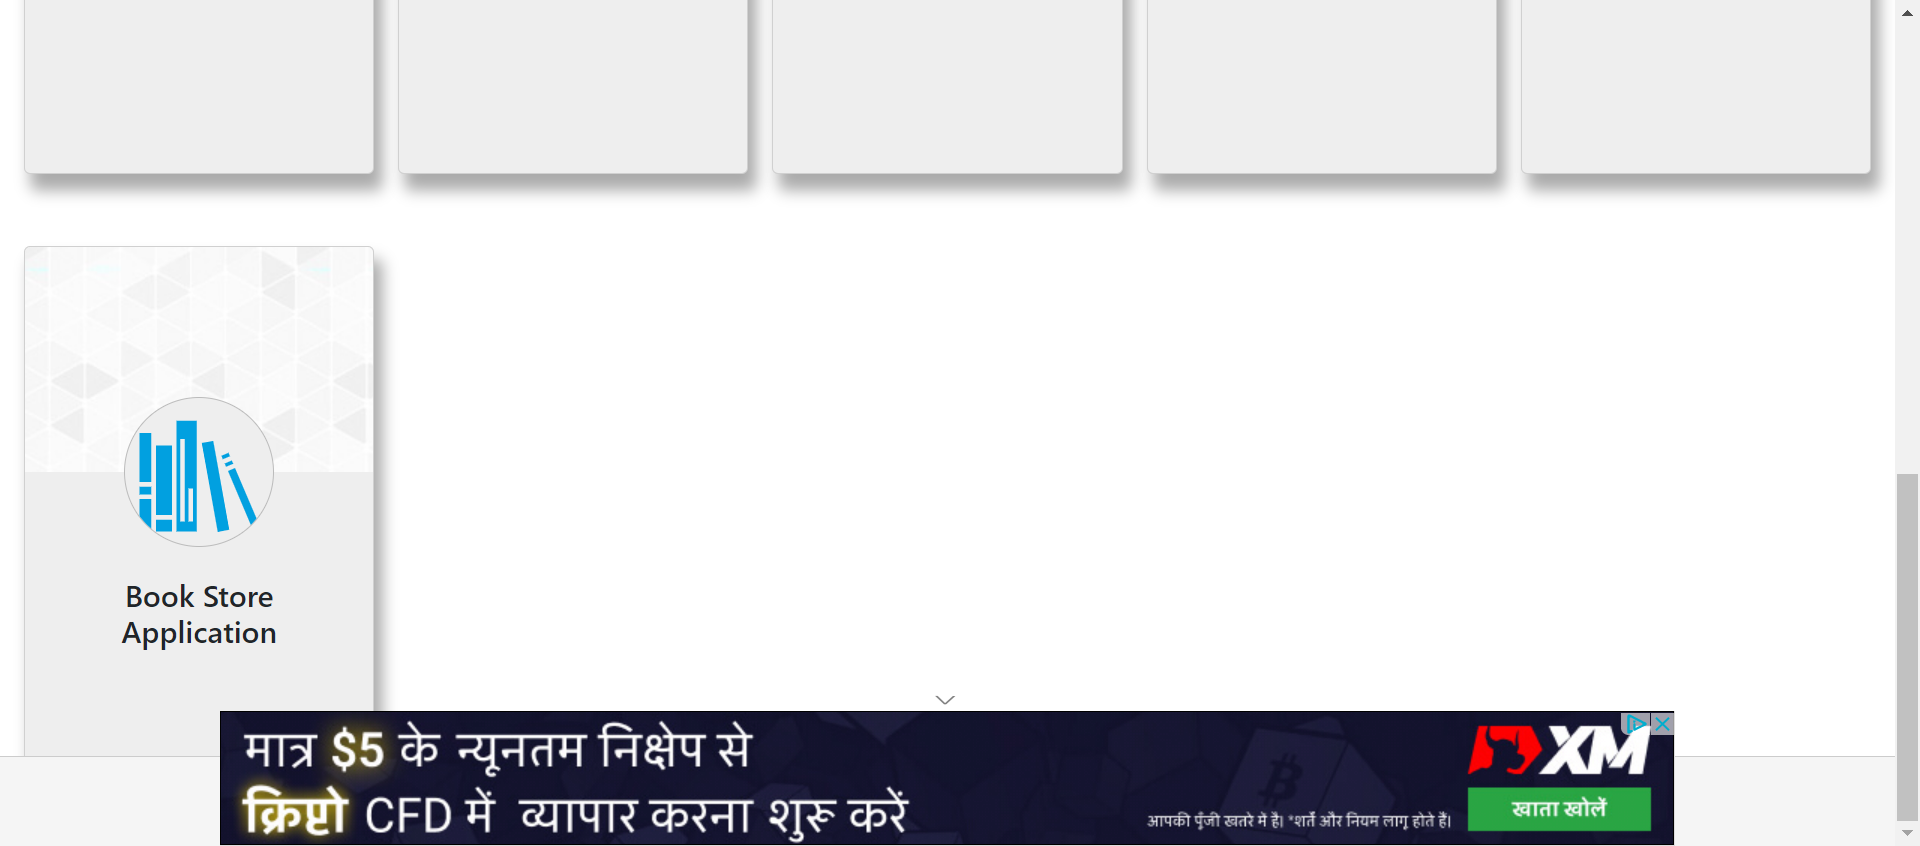 Book Store
Application
मात्र $5 के न्यूनतम निक्षेप से
क्रिप्टो CFD में व्यापार करना शुरू करें
आपकी पूँजी खतरे में है। *शर्तें और नियम लागू होते हैं।
XM
खाता खोलें